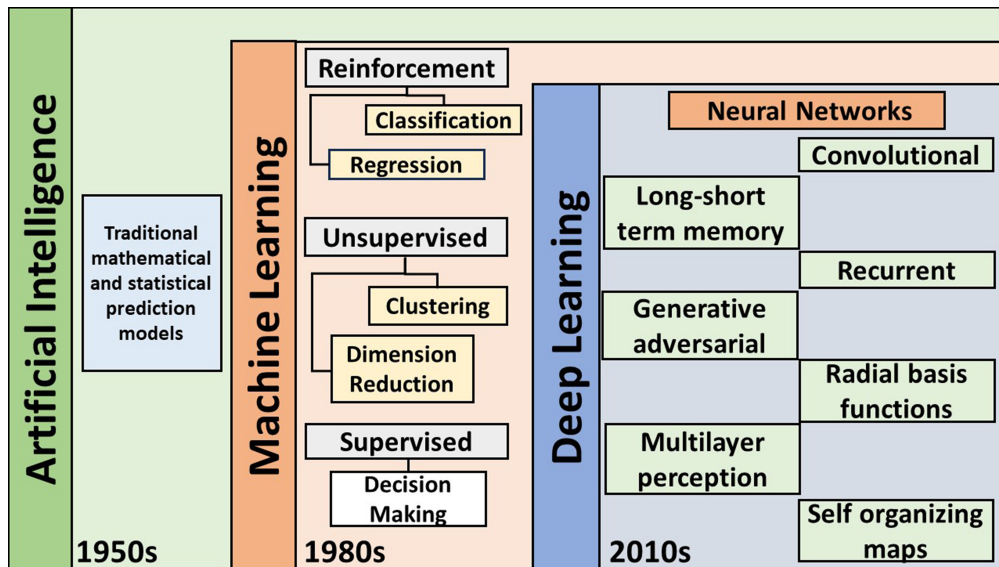 Artificial Intelligence
Traditional
mathematical
and statistical
prediction
models
1950s
Machine Learning
Reinforcement
Classification
Regression
Unsupervised
Clustering
Dimension
Reduction
Supervised
Decision
Making
1980s
Deep Learning
Neural Networks
Convolutional
Long-short
term memory
Recurrent
Generative
adversarial
Radial basis
functions
Multilayer
perception
Self organizing
maps
2010s